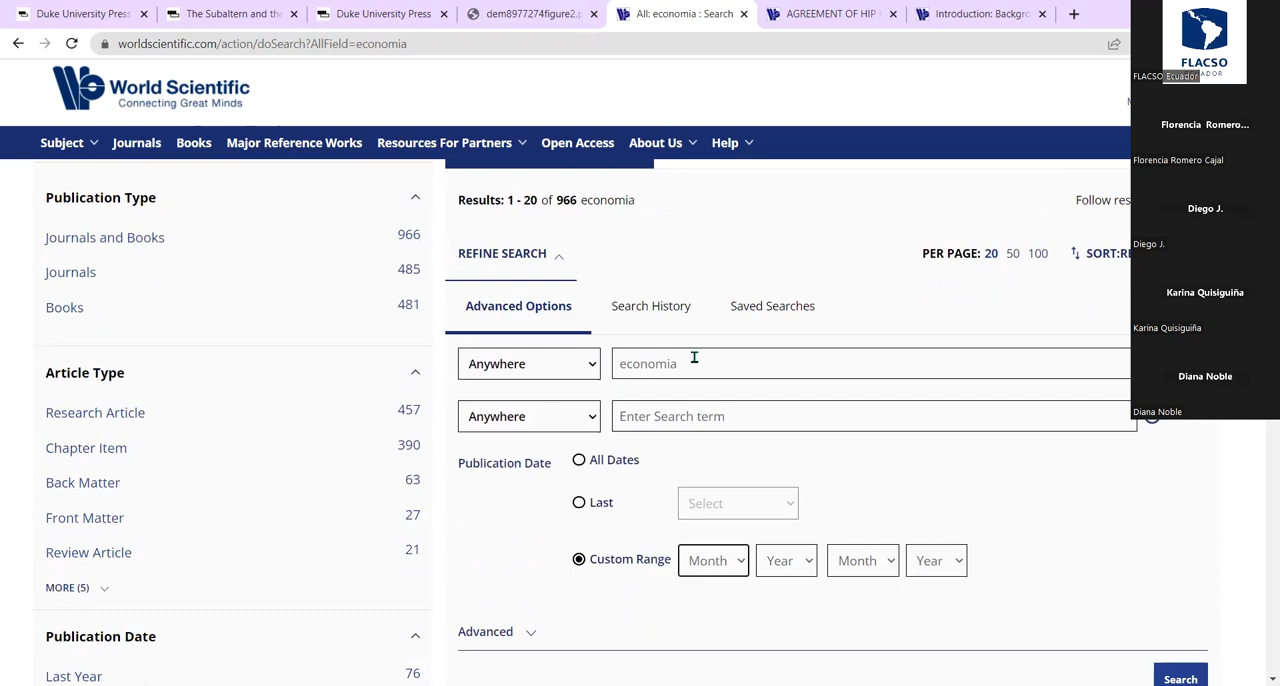 Duke University Press
The Subaltern and the
Duke University Press
dem8977274figure2.p
All: economia : Search
AGREEMENT OF HIP
Introduction: Backgro
worldscientific.com/action/doSearch?AllField=economia
World Scientific
Connecting Great Minds
Subject
Journals
Books
Major Reference Works
Resources For Partners
Open Access
About Us
Help
Publication Type
Journals and Books 966
Journals 485
Books 481
Article Type
Research Article 457
Chapter Item 390
Back Matter 63
Front Matter 27
Review Article 21
MORE (5)
Publication Date
Last Year 76
Results: 1 - 20 of 966 economia
Follow res
REFINE SEARCH
PER PAGE: 20 50 100
SORT:RE
Advanced Options
Search History
Saved Searches
Anywhere
economia
Anywhere
Enter Search term
Publication Date
All Dates
Last
Select
Custom Range
Month
Year
Month
Year
Advanced
Search
FLACSO
ADOR
FLACSO Ecuador
Florencia Romero...
Florencia Romero Cajal
Diego J.
Diego J.
Karina Quisiguiña
Karina Quisiguiña
Diana Noble
Diana Noble